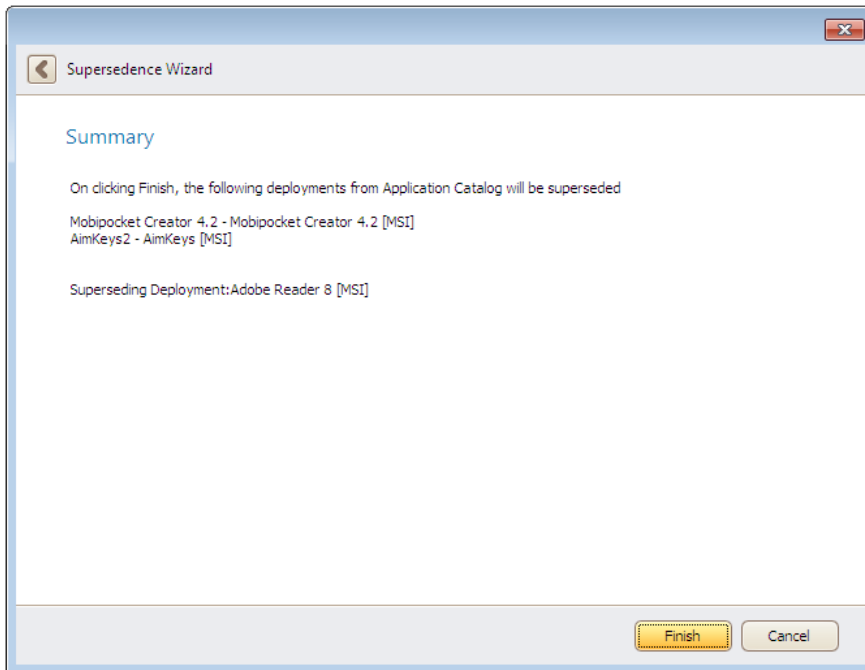 Supersedence Wizard
Summary
On clicking Finish, the following deployments from Application Catalog will be superseded
Mobipocket Creator 4.2 - Mobipocket Creator 4.2 [MSI]
AimKeys2 - AimKeys [MSI]
Superseding Deployment:Adobe Reader 8 [MSI]
Finish
Cancel